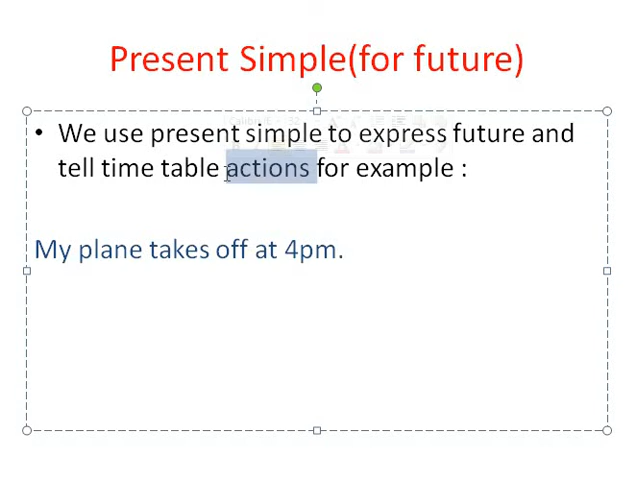 Present Simple(for future)
• We use present simple to express future and
tell time table actions for example :
My plane takes off at 4pm.